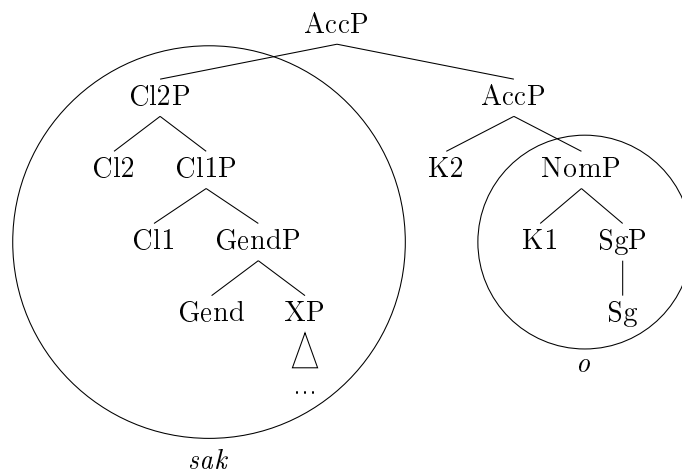 AccP
Cl2P AccP
Cl2 Cl1P K2 NomP
Cl1 GendP K1 SgP
Gend XP Sg
...
o
sak